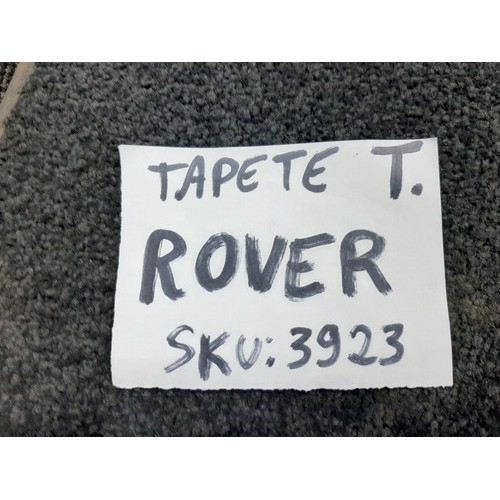 TAPETE T.
ROVER
SKU: 3923